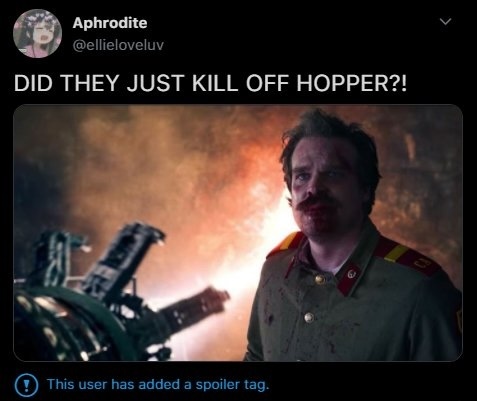 Aphrodite
@ellieloveluv
DID THEY JUST KILL OFF HOPPER?!
This user has added a spoiler tag.